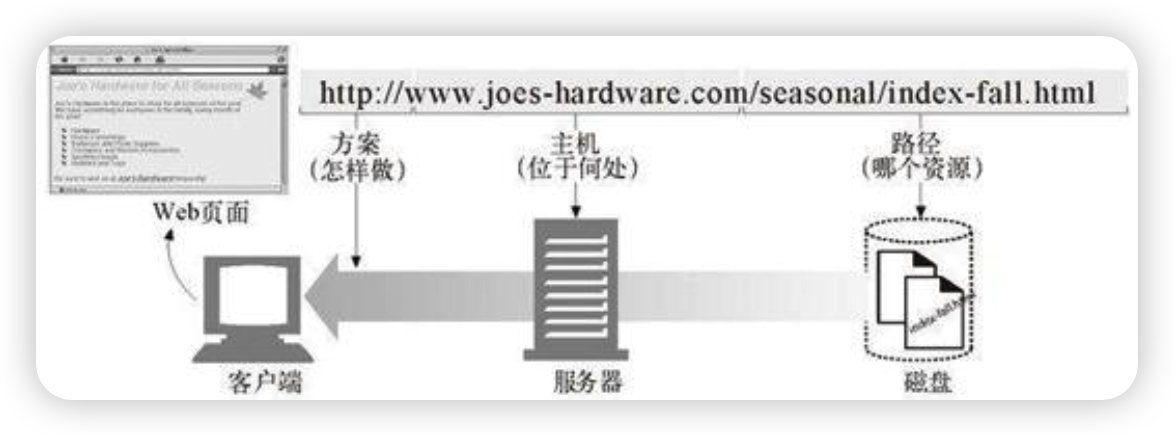 Joe's Hardware for All Seasons
http://www.joes-hardware.com/seasonal/index-fall.html
方案
(怎样做)
主机
(位于何处)
路径
(哪个资源)
Web页面
index-fall.html
客户端
服务器
磁盘